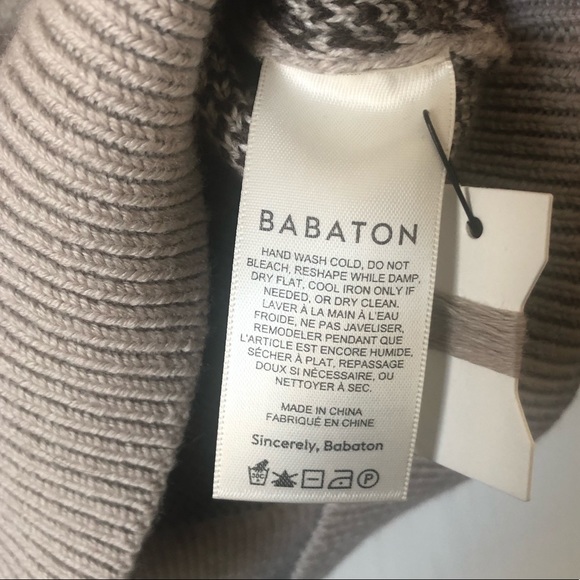 BABATON
HAND WASH COLD, DO NOT
BLEACH, RESHAPE WHILE DAMP,
DRY FLAT, COOL IRON ONLY IF
NEEDED, OR DRY CLEAN.
LAVER À LA MAIN À L'EAU
FROIDE, NE PAS JAVELISER,
REMODELER PENDANT QUE
L'ARTICLE EST ENCORE HUMIDE,
SÉCHER À PLAT, REPASSAGE
DOUX SI NÉCESSAIRE, OU
NETTOYER À SEC.
MADE IN CHINA
FABRIQUÉ EN CHINE
Sincerely, Babaton
30C P